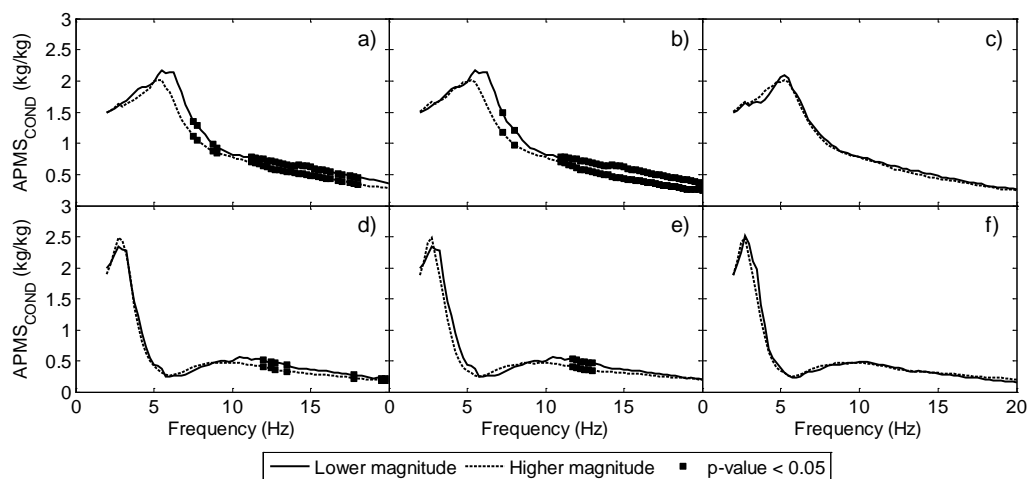 APMS_COND (kg/kg)
3
2.5
2
1.5
1
0.5
3
a)
b)
c)
APMS_COND (kg/kg)
2.5
2
1.5
1
0.5
0
d)
e)
f)
0 5 10 15 0 5 10 15 0 5 10 15 20
Frequency (Hz) Frequency (Hz) Frequency (Hz)
Lower magnitude Higher magnitude p-value < 0.05